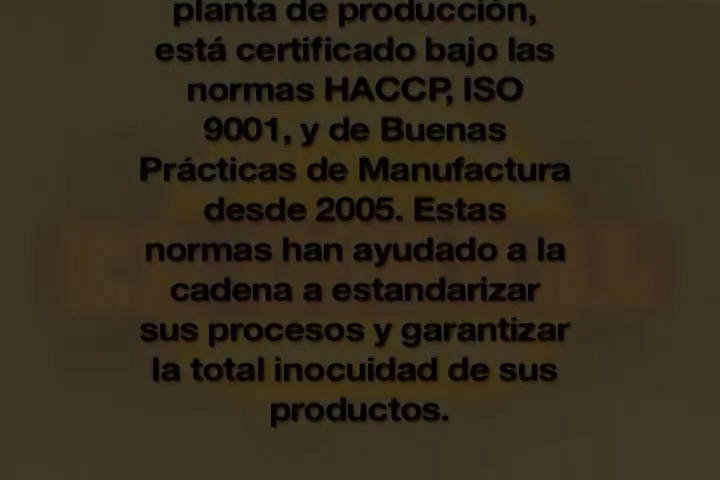 planta de producción,
está certificado bajo las
normas HACCP, ISO
9001, y de Buenas
Prácticas de Manufactura
desde 2005. Estas
normas han ayudado a la
cadena a estandarizar
sus procesos y garantizar
la total inocuidad de sus
productos.